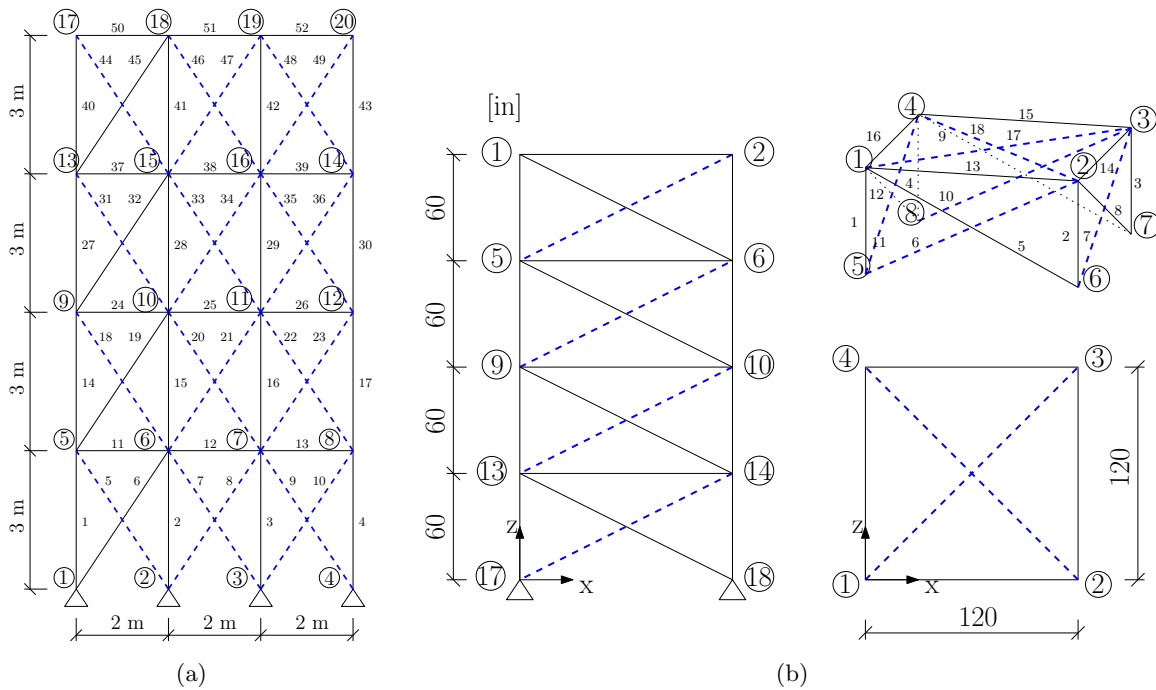 17 50 18 51 19 52 20
44 45 46 47 48 49
3 m 40 41 42 43
13 37 15 38 16 39 14
31 32 33 34 35 36
3 m 27 28 29 30
9 24 10 25 11 26 12
18 19 20 21 22 23
3 m 14 15 16 17
5 11 6 12 7 13 8
5 6 7 8 9 10
3 m 1 2 3 4
1 2 3 4
2 m 2 m 2 m
(a)
[in]
1 2
60
5 6
60
9 10
60
13 14
60
z
17 x 18
4 15 3
16 9 18 17
1 13 2 14
12 4 10 3
1 8 8 7
11 6 5 2 7
5 6
4 3
120
z
1 x 2
120
(b)